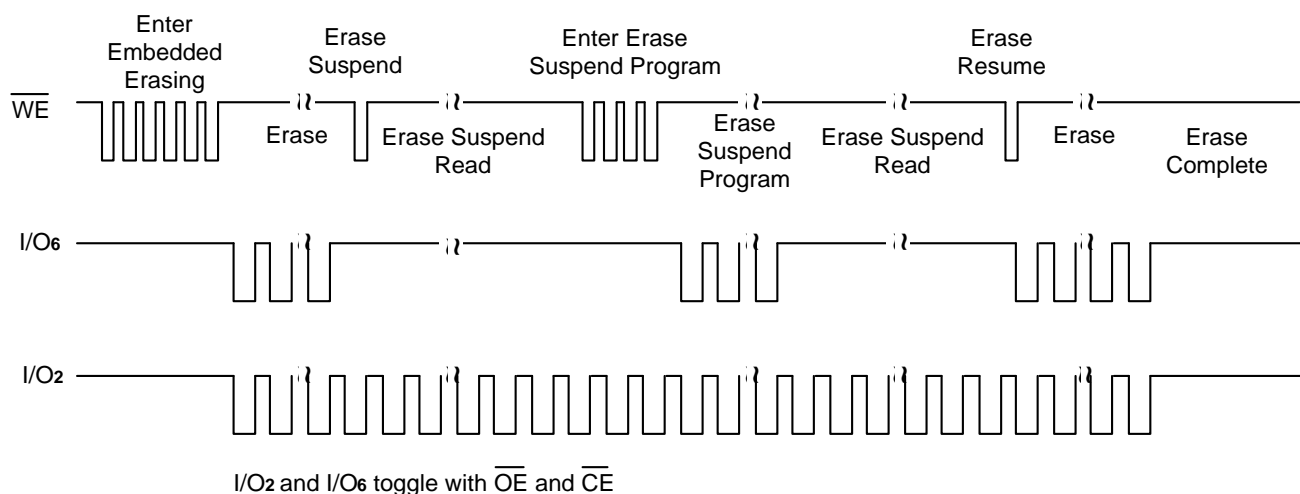 Enter
Embedded
Erasing
Erase
Suspend
Enter Erase
Suspend Program
Erase
Resume
WE
Erase
Erase Suspend
Read
Erase
Suspend
Program
Erase Suspend
Read
Erase
Erase
Complete
I/O6
I/O2
I/O2 and I/O6 toggle with OE and CE